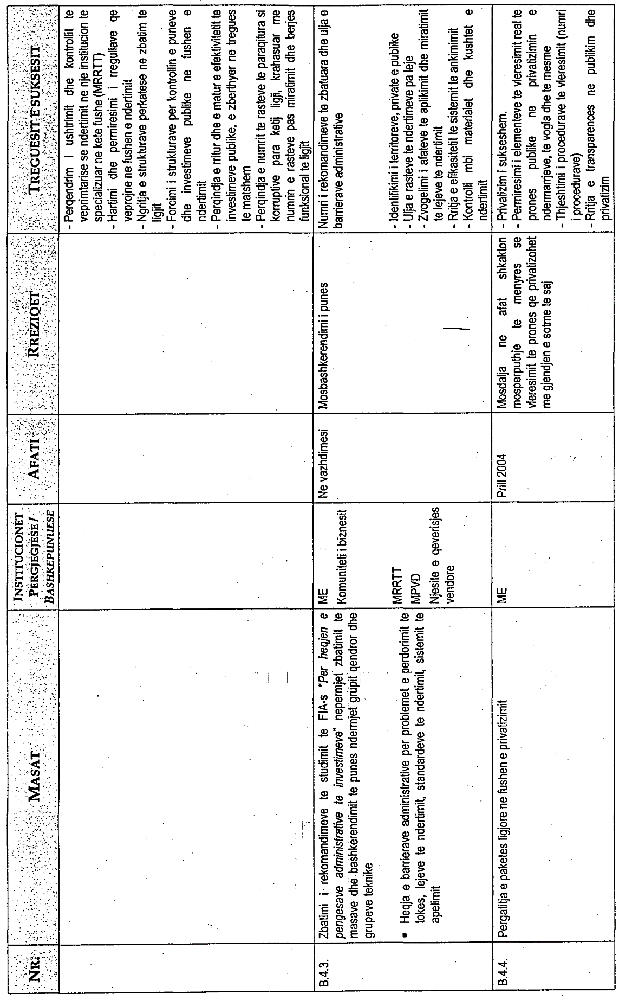 NR.
MASAT
INSTITUCIONET
PERGJEGJESE /
BASHKEPUNUESE
AFATI
RREZIQET
TREGUESIT E SUKSESIT
- Perqendrim i ushtrimit dhe kontrollit te
veprimtarise se ndertimit ne nje institucion te
specializuar ne kete fushe (MRRTT)
- Hartimi dhe permiresimi i rregullave qe
veprojne ne fushen e ndertimit
- Ngritja e strukturave perkatese ne zbatim te
ligjit
- Forcimi i strukturave per kontrollin e puneve
dhe investimeve publike ne fushen e
ndertimit
- Perqindja e rritur dhe e matur e efektivitetit te
investimeve publike, e zberthyer ne tregues
te matshem
- Perqindja e numrit te rasteve te paraqitura si
korruptive para ketij ligji, krahasuar me
numrin e rasteve pas miratimit dhe berjes
funksional te ligjit
B.4.3.
Zbatimi i rekomandimeve te studimit te FIA-s "Per heqjen e
pengesave administrative te investimeve" nepermjet zbatimit te
masave dhe bashkerendimit te punes ndermjet grupit qendror dhe
grupeve teknike
▪ Heqja e barrierave administrative per problemet e perdorimit te
tokes, lejeve te ndertimit, standardeve te ndertimit, sistemit te
apelimit
ME
Komuniteti i biznesit
MRRTT
MPVD
Njesite e qeverisjes
vendore
Ne vazhdimesi
Mosbashkerendimi i punes
Numri i rekomandimeve te zbatuara dhe ulja e
barrierave administrative
- Identifikimi i territoreve, private e publike
- Ulja e rasteve te ndertimeve pa leje
- Zvogelimi i afateve te aplikimit dhe miratimit
te lejeve te ndertimit
- Rritja e efikasitetit te sistemit te ankimimit
- Kontrolli mbi materialet dhe kushtet e
ndertimit
B.4.4.
Pergatitja e paketes ligjore ne fushen e privatizimit
ME
Prill 2004
Mosdalja ne afat shkakton
mosperputhje te menyres se
vleresimit te prones qe privatizohet
me gjendjen e sotme te saj
- Privatizim i suksesshem.
- Permiresimi i elementeve te vleresimit real te
prones publike ne privatizimin e
ndermarrjeve, te vogla dhe te mesme
- Thjeshtimi i procedurave te vleresimit (numri
i procedurave)
- Rritja e transparences ne publikim dhe
privatizim